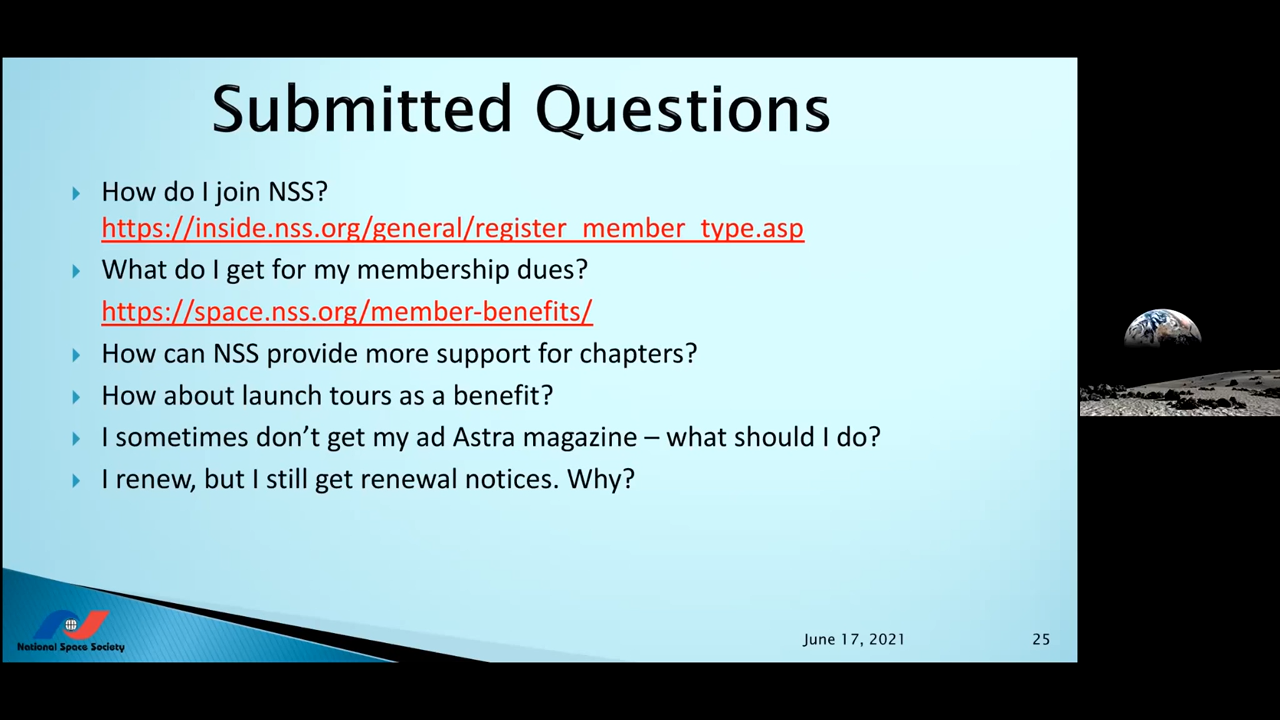 Submitted Questions
How do I join NSS?
https://inside.nss.org/general/register_member_type.asp
What do I get for my membership dues?
https://space.nss.org/member-benefits/
How can NSS provide more support for chapters?
How about launch tours as a benefit?
I sometimes don’t get my ad Astra magazine – what should I do?
I renew, but I still get renewal notices. Why?
National Space Society
June 17, 2021
25